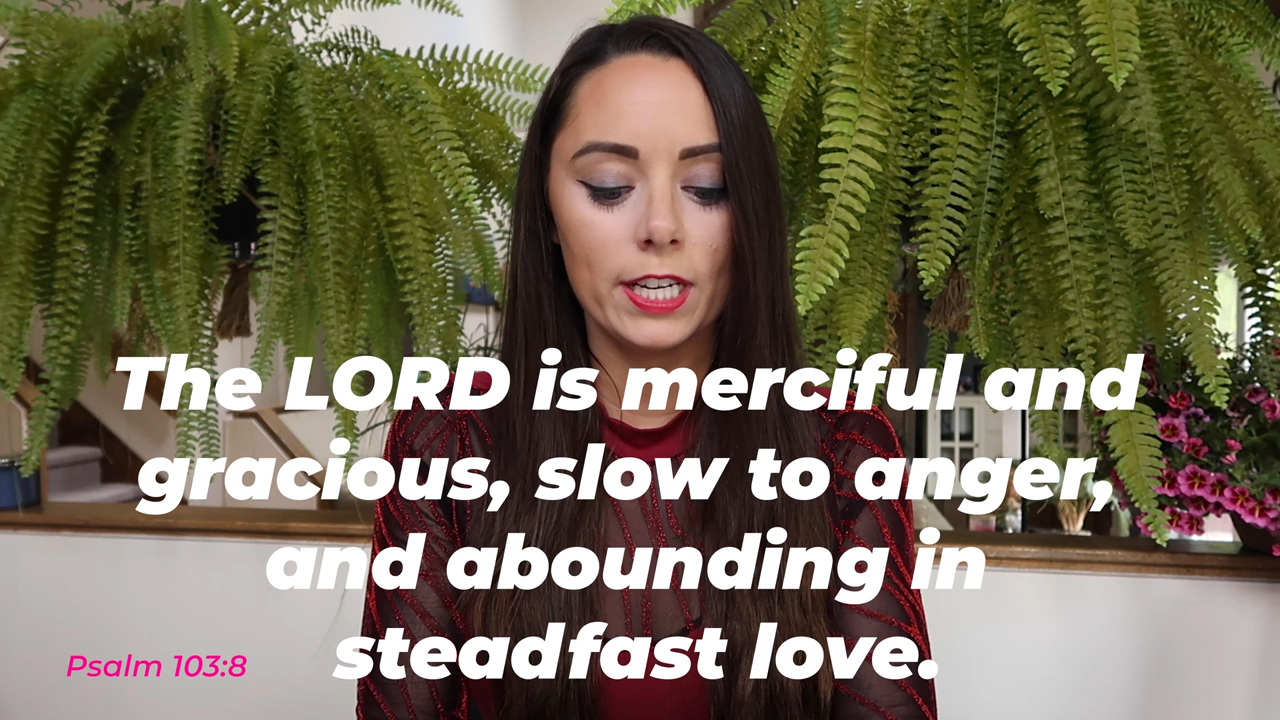 The LORD is merciful and
gracious, slow to anger,
and abounding in
steadfast love.
Psalm 103:8